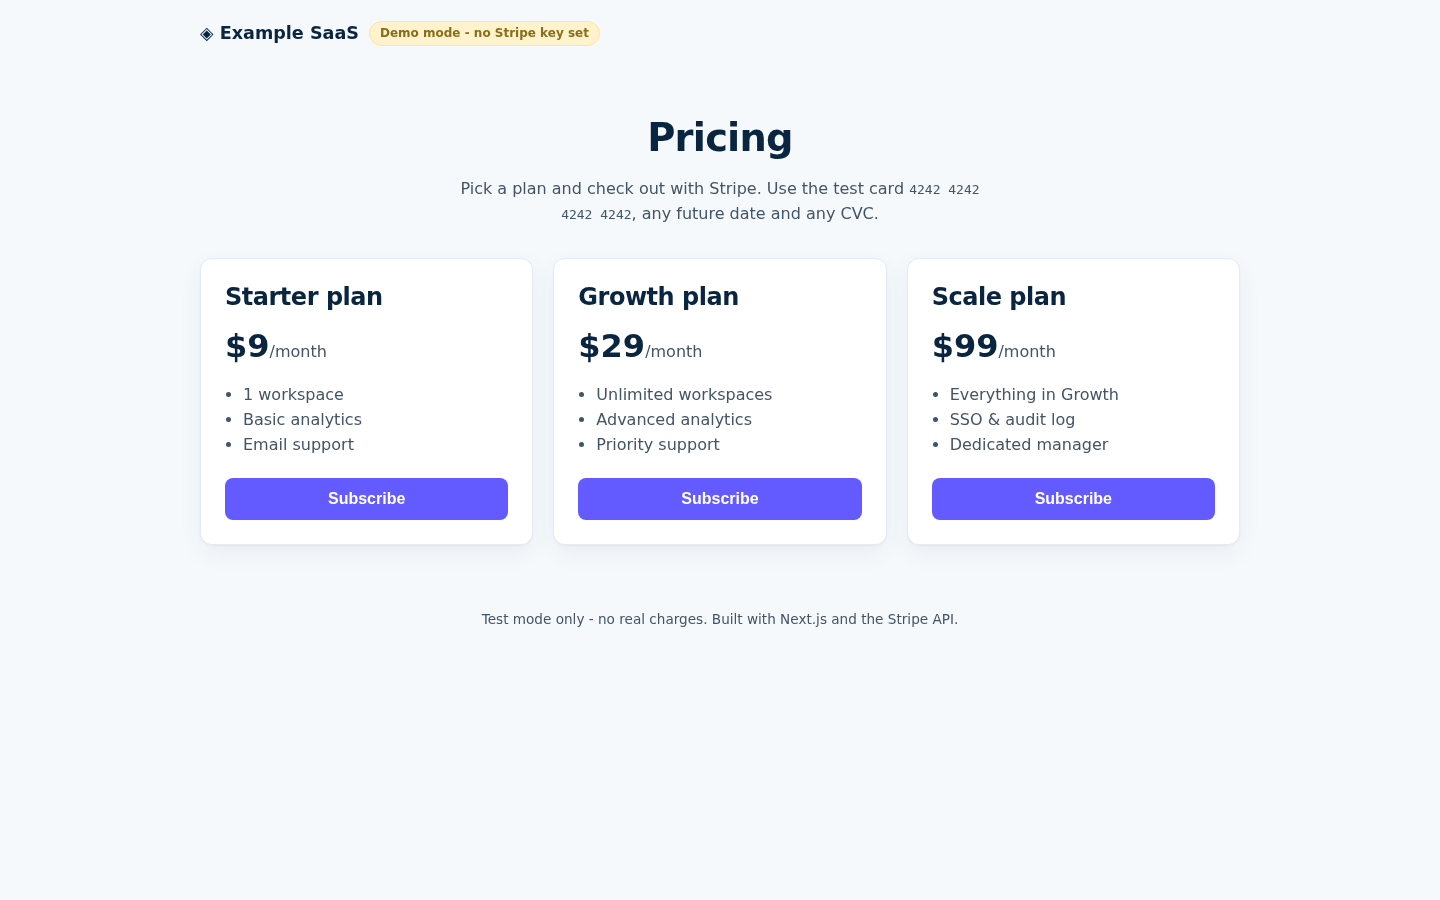 ◈ Example SaaS
Demo mode - no Stripe key set
Pricing
Pick a plan and check out with Stripe. Use the test card 4242 4242
4242 4242, any future date and any CVC.
Starter plan
$9/month
• 1 workspace
• Basic analytics
• Email support
Subscribe
Growth plan
$29/month
• Unlimited workspaces
• Advanced analytics
• Priority support
Subscribe
Scale plan
$99/month
• Everything in Growth
• SSO & audit log
• Dedicated manager
Subscribe
Test mode only - no real charges. Built with Next.js and the Stripe API.